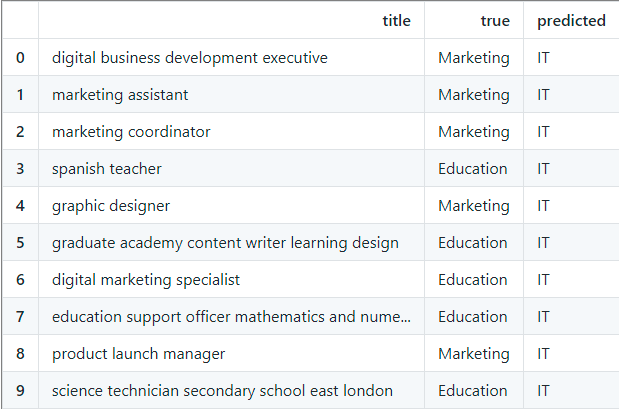 title true predicted
0 digital business development executive Marketing IT
1 marketing assistant Marketing IT
2 marketing coordinator Marketing IT
3 spanish teacher Education IT
4 graphic designer Marketing IT
5 graduate academy content writer learning design Education IT
6 digital marketing specialist Education IT
7 education support officer mathematics and nume... Education IT
8 product launch manager Marketing IT
9 science technician secondary school east london Education IT